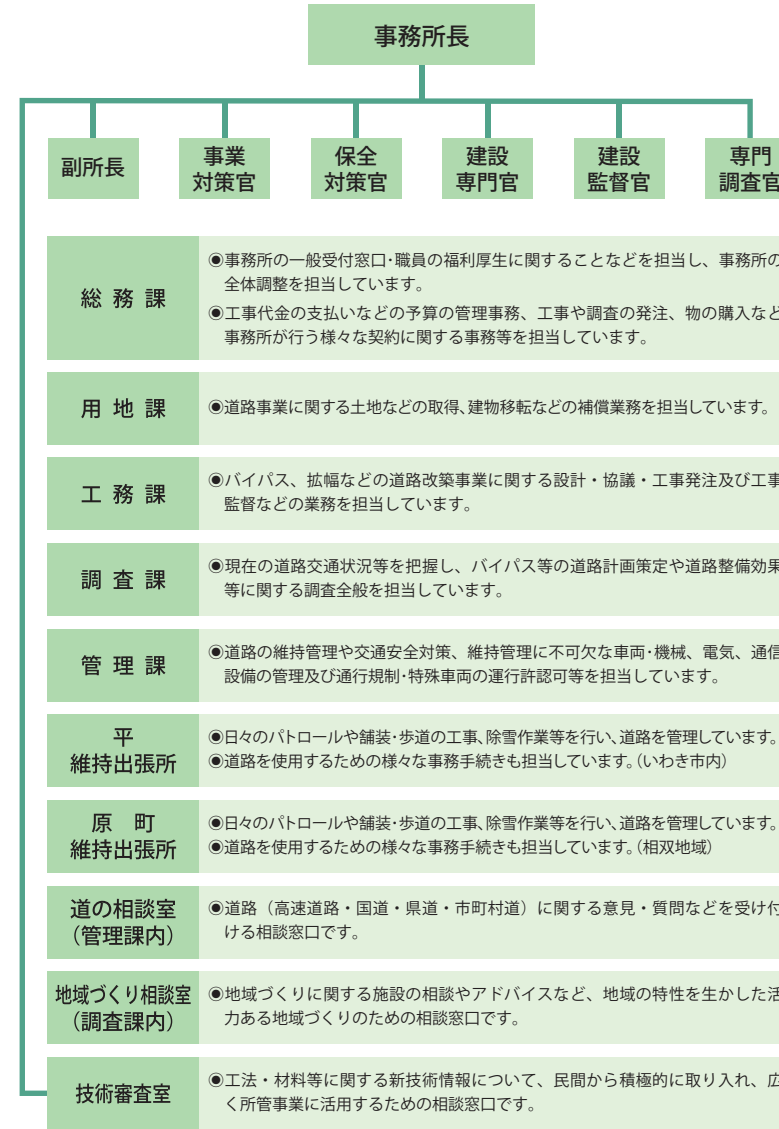 事務所長
副所長
事業
対策官
保全
対策官
建設
専門官
建設
監督官
専門
調査官
総務課
◉事務所の一般受付窓口･職員の福利厚生に関することなどを担当し、事務所の
全体調整を担当しています。
◉工事代金の支払いなどの予算の管理事務、工事や調査の発注、物の購入など
事務所が行う様々な契約に関する事務等を担当しています。
用地課
◉道路事業に関する土地などの取得､建物移転などの補償業務を担当しています。
工務課
◉バイパス、拡幅などの道路改築事業に関する設計・協議・工事発注及び工事
監督などの業務を担当しています。
調査課
◉現在の道路交通状況等を把握し、バイパス等の道路計画策定や道路整備効果
等に関する調査全般を担当しています。
管理課
◉道路の維持管理や交通安全対策、維持管理に不可欠な車両･機械、電気、通信
設備の管理及び通行規制･特殊車両の運行許認可等を担当しています。
平
維持出張所
◉日々のパトロールや舗装･歩道の工事､除雪作業等を行い､道路を管理しています。
◉道路を使用するための様々な事務手続きも担当しています。(いわき市内)
原 町
維持出張所
◉日々のパトロールや舗装･歩道の工事､除雪作業等を行い､道路を管理しています。
◉道路を使用するための様々な事務手続きも担当しています。(相双地域)
道の相談室
(管理課内)
◉道路（高速道路・国道・県道・市町村道）に関する意見・質問などを受け付
ける相談窓口です。
地域づくり相談室
(調査課内)
◉地域づくりに関する施設の相談やアドバイスなど、地域の特性を生かした活
力ある地域づくりのための相談窓口です。
技術審査室
◉工法・材料等に関する新技術情報について、民間から積極的に取り入れ、広
く所管事業に活用するための相談窓口です。